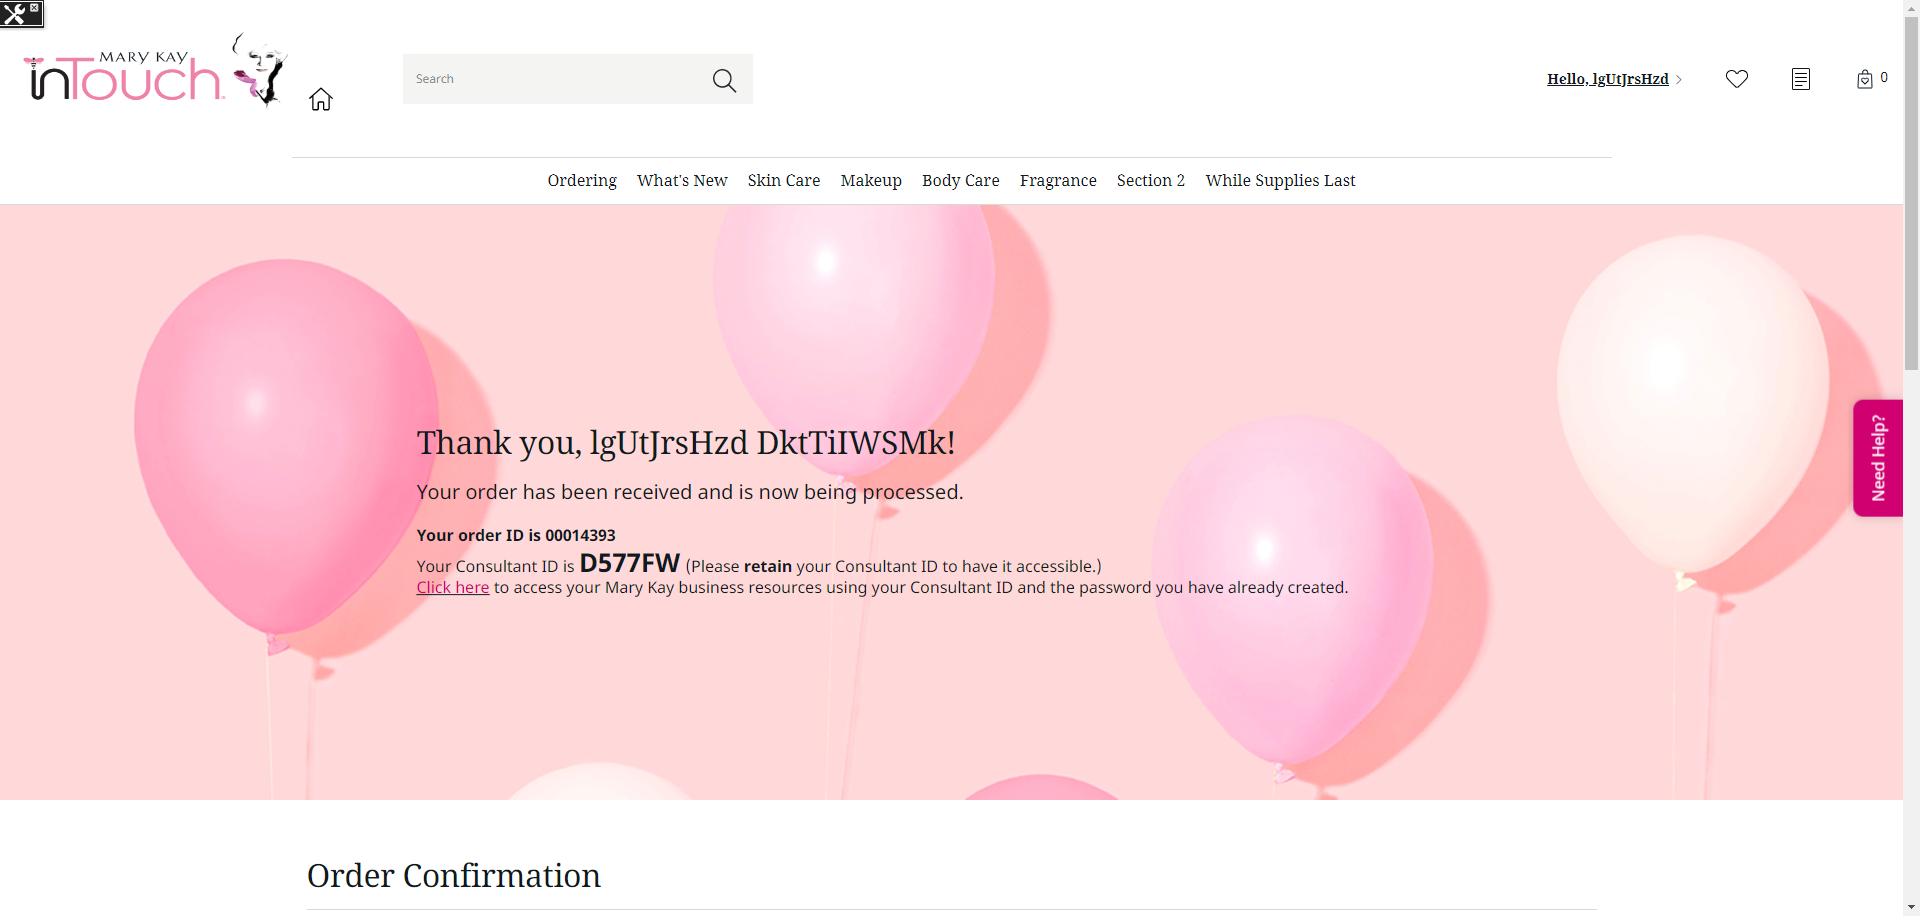 MARY KAY
inTouch
Search
Hello, lgUtJrsHzd
0
Ordering What's New Skin Care Makeup Body Care Fragrance Section 2 While Supplies Last
Thank you, lgUtJrsHzd DktTiIWSMk!
Your order has been received and is now being processed.
Your order ID is 00014393
Your Consultant ID is D577FW (Please retain your Consultant ID to have it accessible.)
Click here to access your Mary Kay business resources using your Consultant ID and the password you have already created.
Need Help?
Order Confirmation